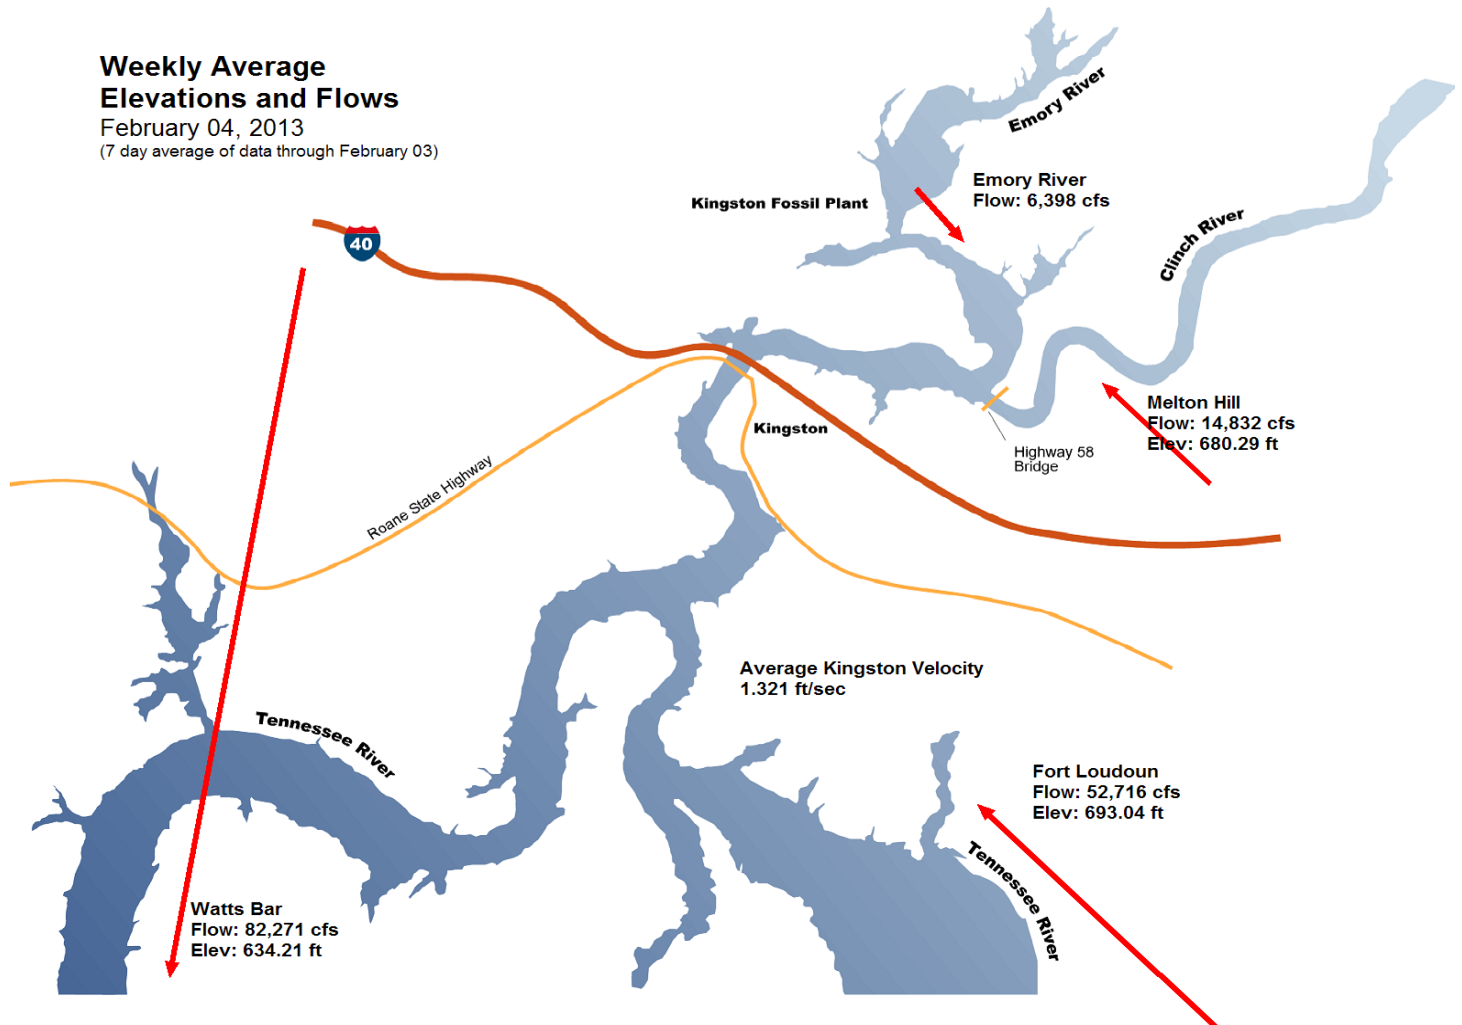 Weekly Average
Elevations and Flows
February 04, 2013
(7 day average of data through February 03)
Emory River
Emory River
Flow: 6,398 cfs
Kingston Fossil Plant
Clinch River
40
Melton Hill
Flow: 14,832 cfs
Elev: 680.29 ft
Kingston
Highway 58
Bridge
Roane State Highway
Average Kingston Velocity
1.321 ft/sec
Tennessee River
Fort Loudoun
Flow: 52,716 cfs
Elev: 693.04 ft
Tennessee River
Watts Bar
Flow: 82,271 cfs
Elev: 634.21 ft